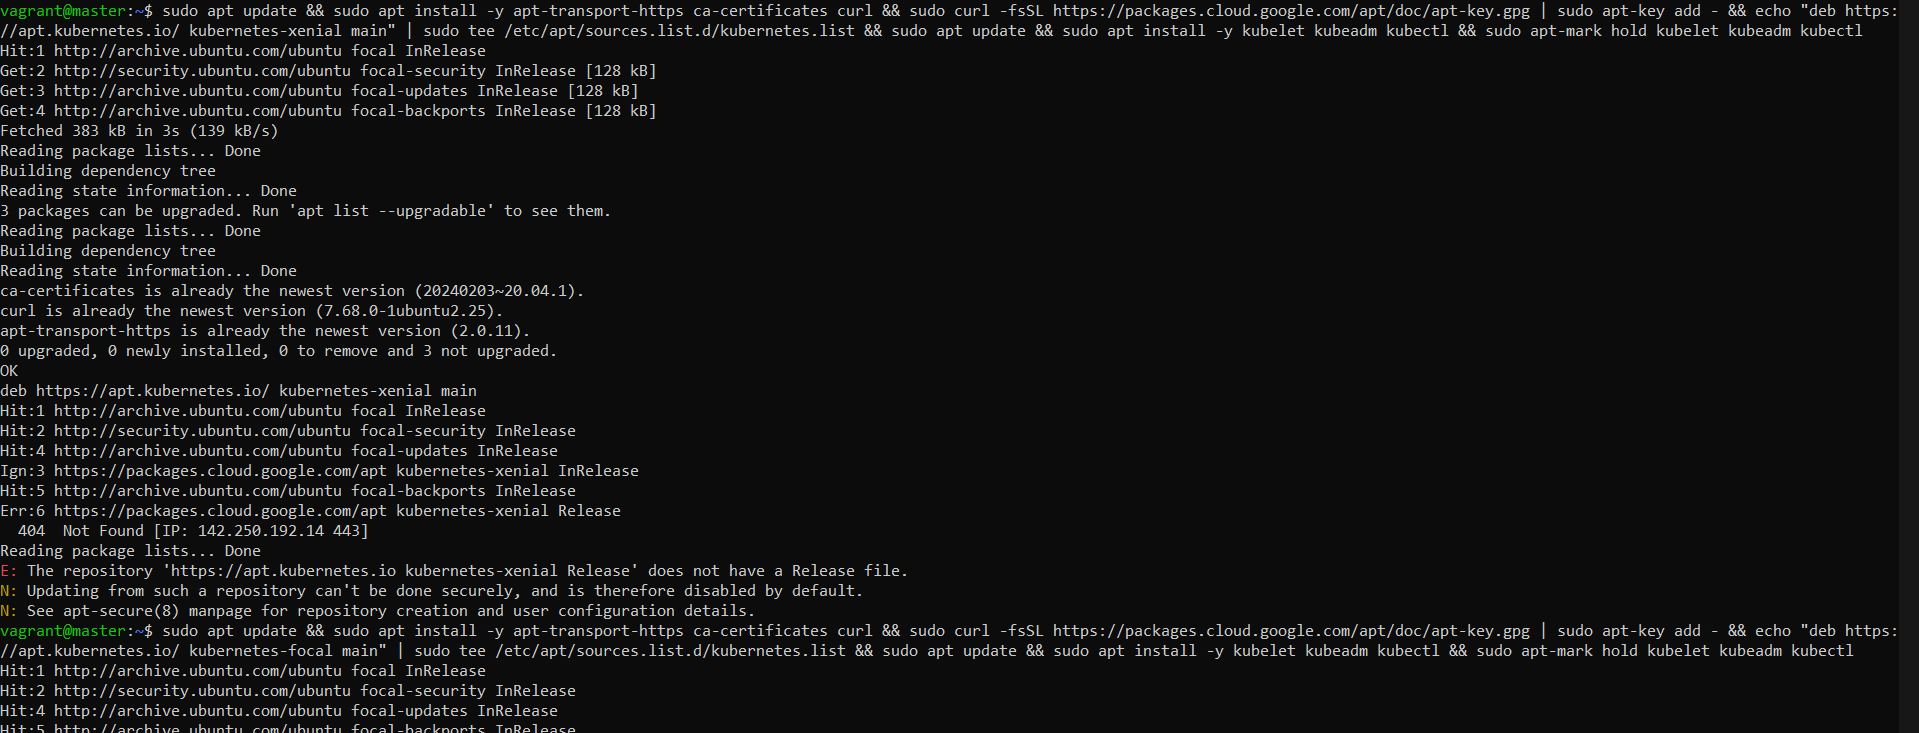 vagrant@master:~$ sudo apt update && sudo apt install -y apt-transport-https ca-certificates curl && sudo curl -fsSL https://packages.cloud.google.com/apt/doc/apt-key.gpg | sudo apt-key add - && echo "deb https:
//apt.kubernetes.io/ kubernetes-xenial main" | sudo tee /etc/apt/sources.list.d/kubernetes.list && sudo apt update && sudo apt install -y kubelet kubeadm kubectl && sudo apt-mark hold kubelet kubeadm kubectl
Hit:1 http://archive.ubuntu.com/ubuntu focal InRelease
Get:2 http://security.ubuntu.com/ubuntu focal-security InRelease [128 kB]
Get:3 http://archive.ubuntu.com/ubuntu focal-updates InRelease [128 kB]
Get:4 http://archive.ubuntu.com/ubuntu focal-backports InRelease [128 kB]
Fetched 383 kB in 3s (139 kB/s)
Reading package lists... Done
Building dependency tree
Reading state information... Done
3 packages can be upgraded. Run 'apt list --upgradable' to see them.
Reading package lists... Done
Building dependency tree
Reading state information... Done
ca-certificates is already the newest version (20240203~20.04.1).
curl is already the newest version (7.68.0-1ubuntu2.25).
apt-transport-https is already the newest version (2.0.11).
0 upgraded, 0 newly installed, 0 to remove and 3 not upgraded.
OK
deb https://apt.kubernetes.io/ kubernetes-xenial main
Hit:1 http://archive.ubuntu.com/ubuntu focal InRelease
Hit:2 http://security.ubuntu.com/ubuntu focal-security InRelease
Hit:4 http://archive.ubuntu.com/ubuntu focal-updates InRelease
Ign:3 https://packages.cloud.google.com/apt kubernetes-xenial InRelease
Hit:5 http://archive.ubuntu.com/ubuntu focal-backports InRelease
Err:6 https://packages.cloud.google.com/apt kubernetes-xenial Release
  404  Not Found [IP: 142.250.192.14 443]
Reading package lists... Done
E: The repository 'https://apt.kubernetes.io kubernetes-xenial Release' does not have a Release file.
N: Updating from such a repository can't be done securely, and is therefore disabled by default.
N: See apt-secure(8) manpage for repository creation and user configuration details.
vagrant@master:~$ sudo apt update && sudo apt install -y apt-transport-https ca-certificates curl && sudo curl -fsSL https://packages.cloud.google.com/apt/doc/apt-key.gpg | sudo apt-key add - && echo "deb https:
//apt.kubernetes.io/ kubernetes-focal main" | sudo tee /etc/apt/sources.list.d/kubernetes.list && sudo apt update && sudo apt install -y kubelet kubeadm kubectl && sudo apt-mark hold kubelet kubeadm kubectl
Hit:1 http://archive.ubuntu.com/ubuntu focal InRelease
Hit:2 http://security.ubuntu.com/ubuntu focal-security InRelease
Hit:4 http://archive.ubuntu.com/ubuntu focal-updates InRelease
Hit:5 http://archive.ubuntu.com/ubuntu focal-backports InRelease